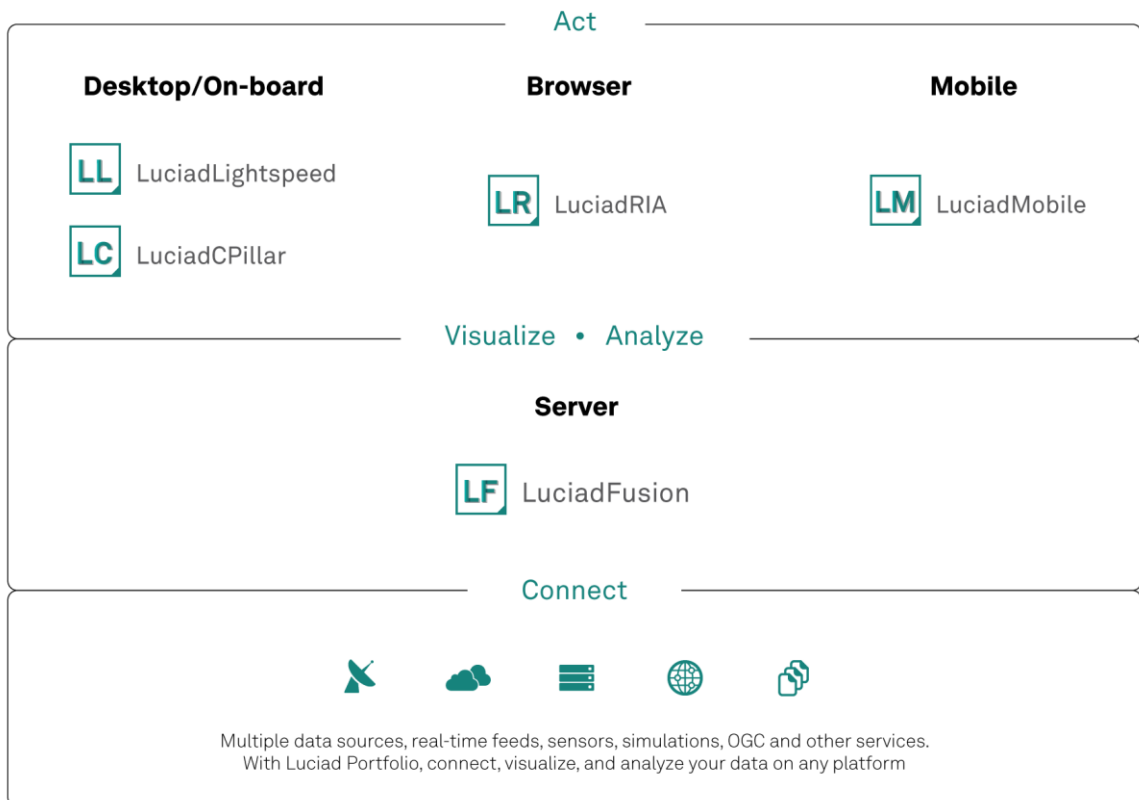 Act
Desktop/On-board
Browser
Mobile
LL LuciadLightspeed
LR LuciadRIA
LM LuciadMobile
LC LuciadCPillar
Visualize • Analyze
Server
LF LuciadFusion
Connect
Multiple data sources, real-time feeds, sensors, simulations, OGC and other services.
With Luciad Portfolio, connect, visualize, and analyze your data on any platform